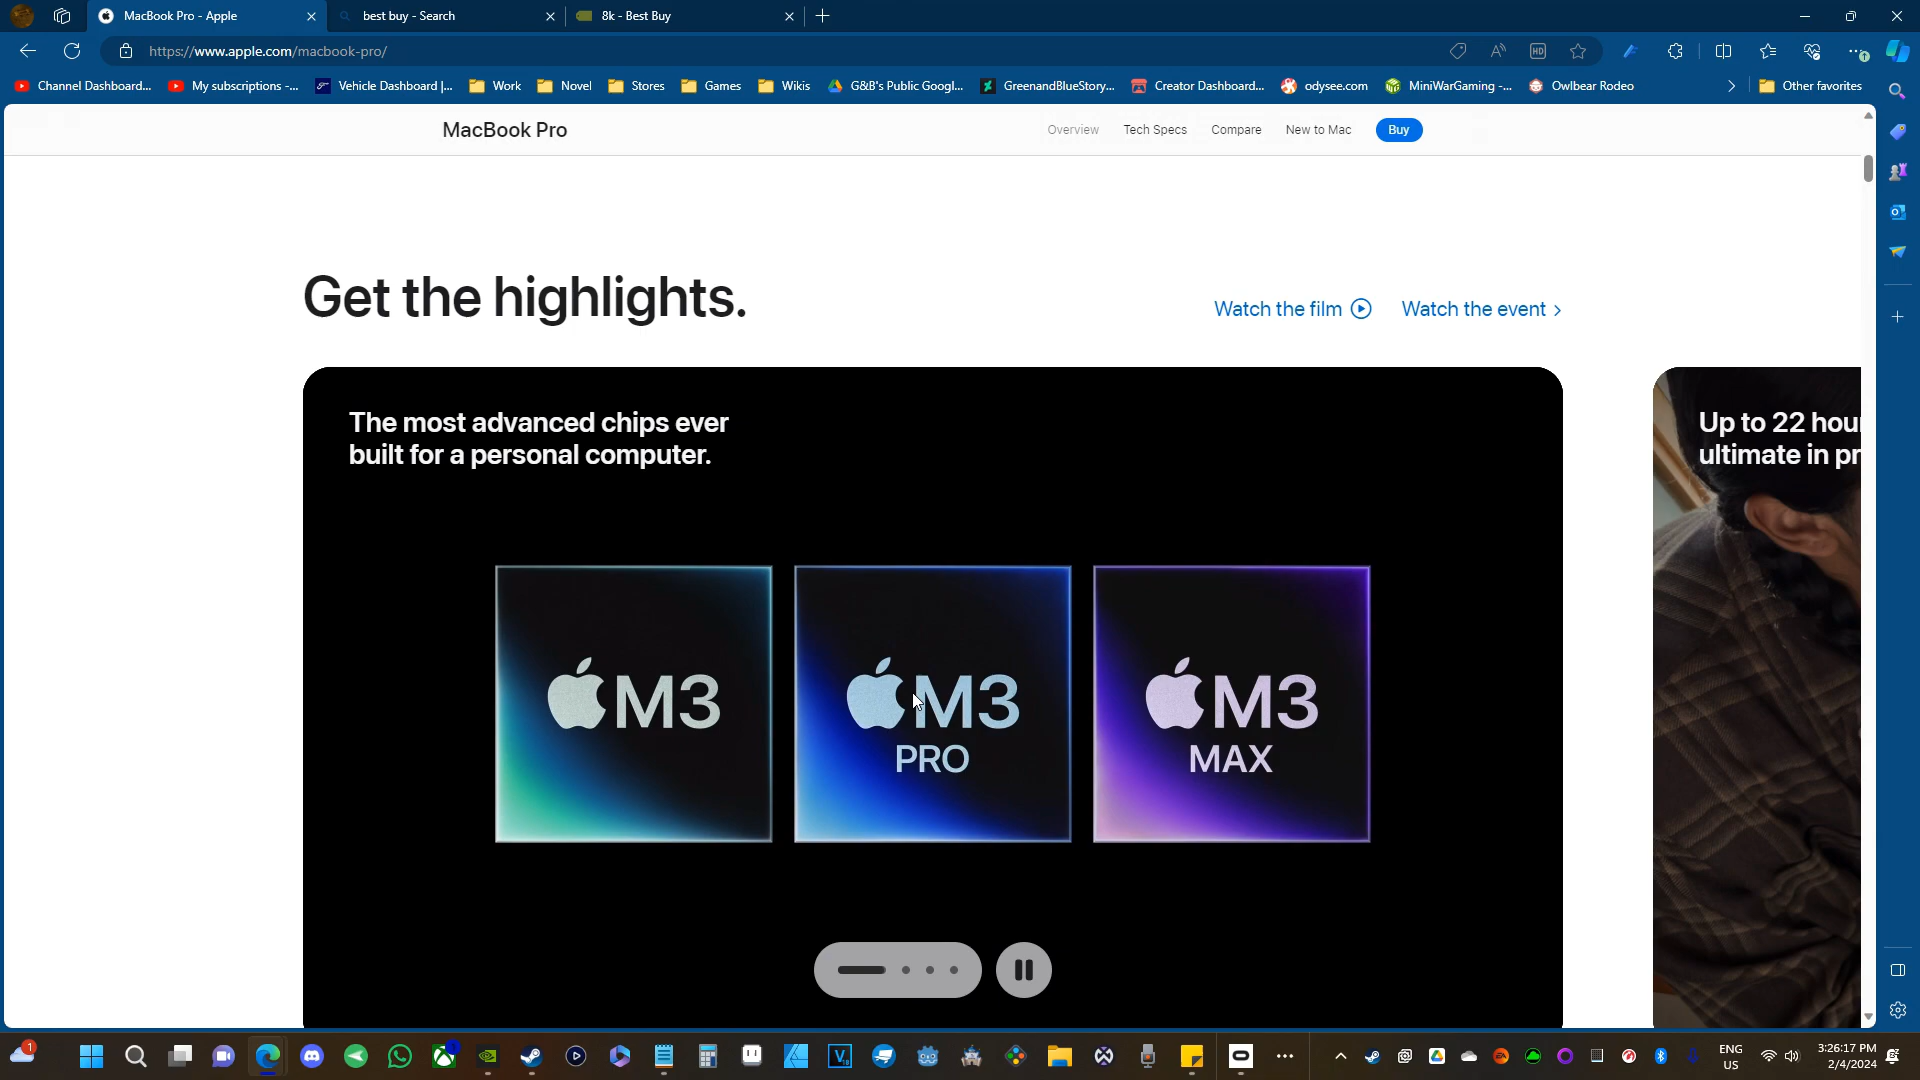 MacBook Pro - Apple
best buy - Search
8k - Best Buy
https://www.apple.com/macbook-pro/
Channel Dashboard...
My subscriptions -...
Vehicle Dashboard |...
Work
Novel
Stores
Games
Wikis
G&B's Public Googl...
GreenandBlueStory...
Creator Dashboard...
odysee.com
MiniWarGaming -...
Owlbear Rodeo
Other favorites
MacBook Pro
Overview
Tech Specs
Compare
New to Mac
Buy
Get the highlights.
Watch the film
Watch the event >
The most advanced chips ever
built for a personal computer.
Up to 22 hou
ultimate in pr
M3
M3
PRO
M3
MAX
ENG
US
3:26:17 PM
2/4/2024